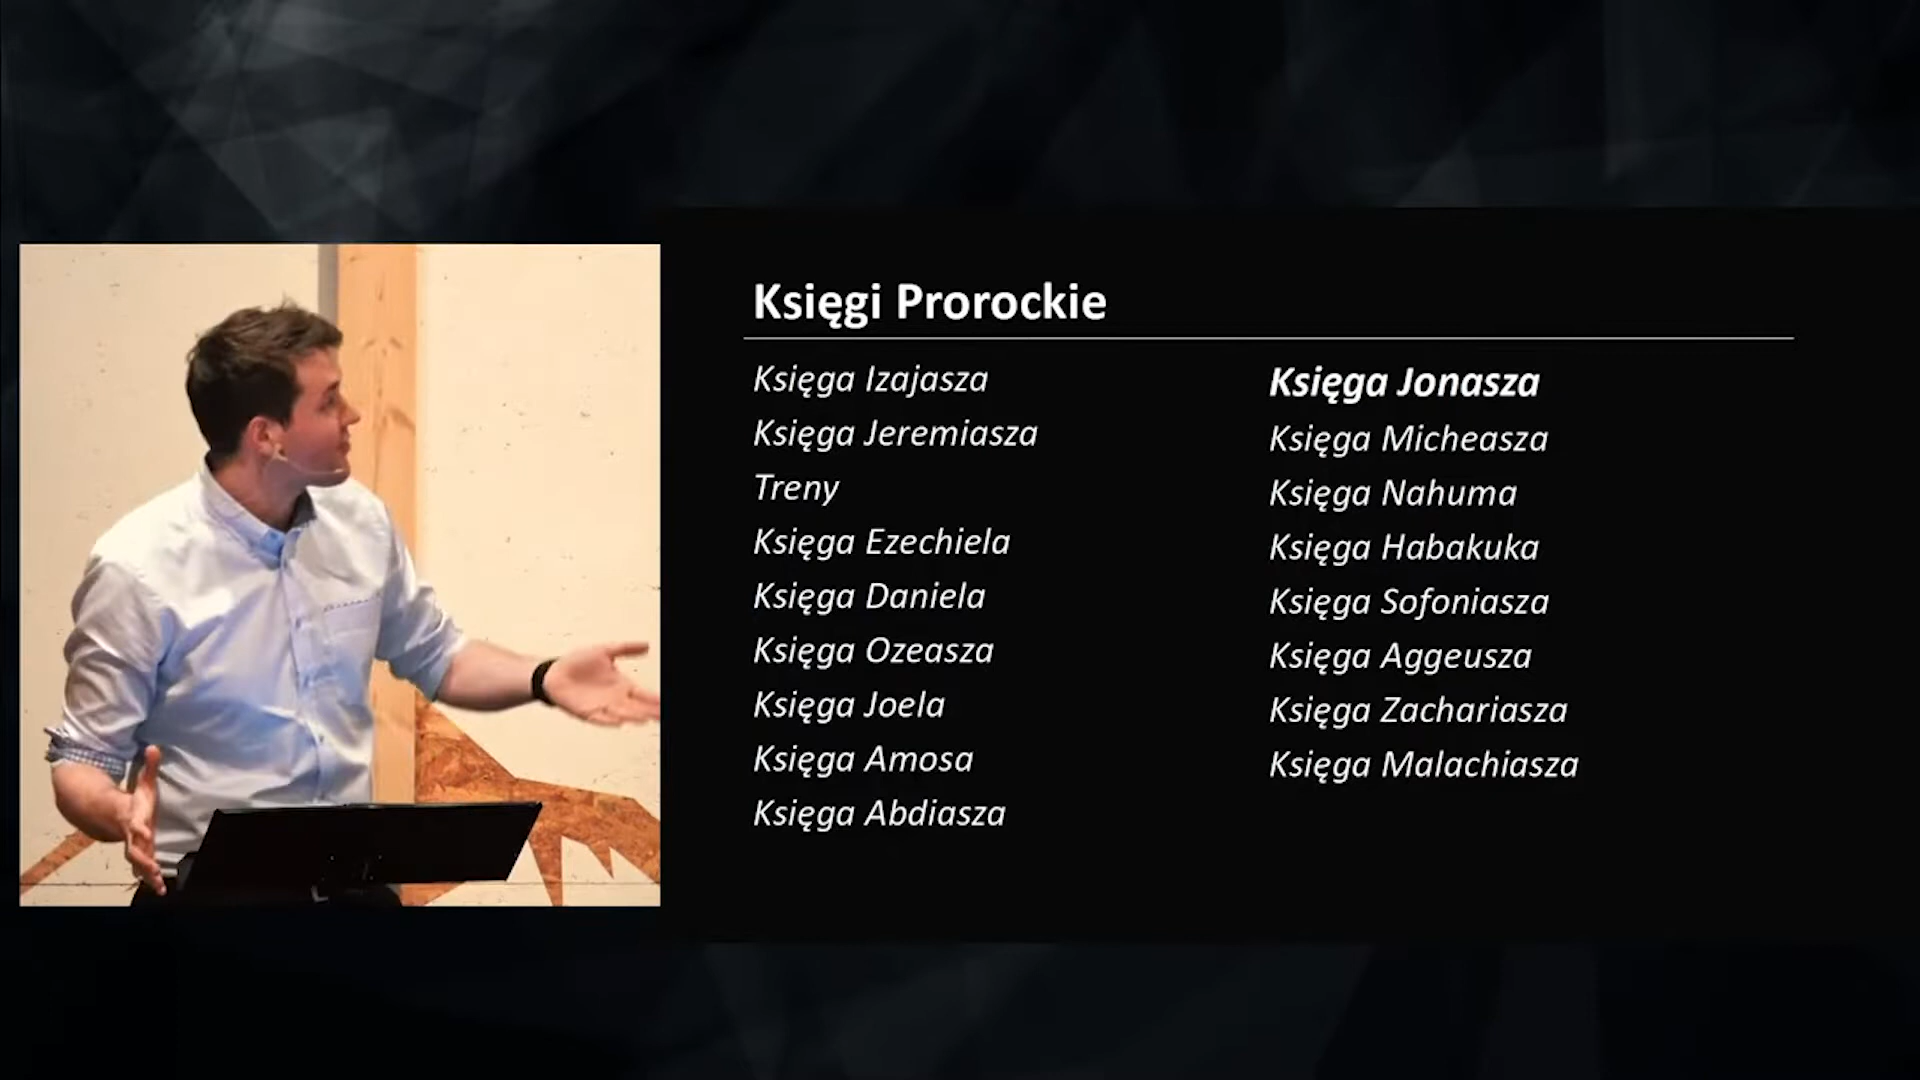 Księgi Prorockie
Księga Izajasza
Księga Jeremiasza
Treny
Księga Ezechiela
Księga Daniela
Księga Ozeasza
Księga Joela
Księga Amosa
Księga Abdiasza
Księga Jonasza
Księga Micheasza
Księga Nahuma
Księga Habakuka
Księga Sofoniasza
Księga Aggeusza
Księga Zachariasza
Księga Malachiasza